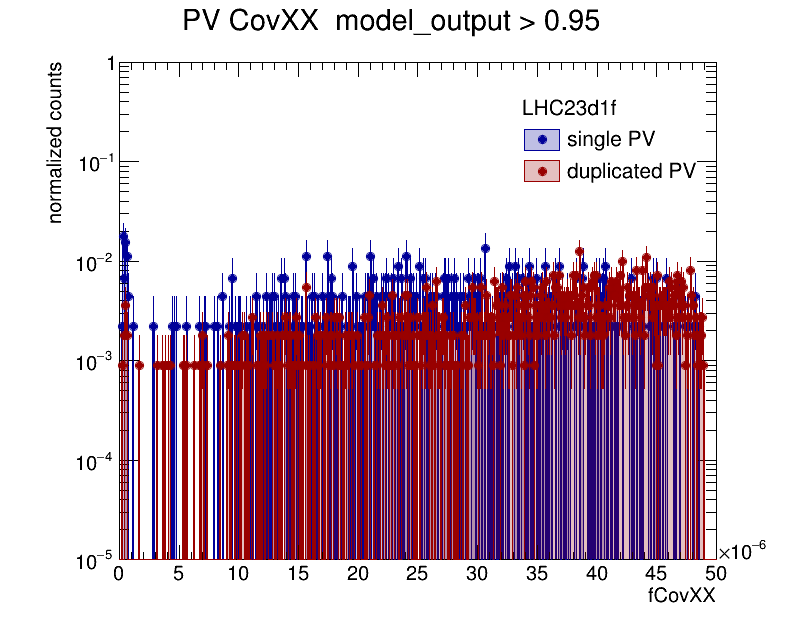 PV CovXX  model_output > 0.95
normalized counts
1
10⁻¹
10⁻²
10⁻³
10⁻⁴
10⁻⁵
LHC23d1f
single PV
duplicated PV
0 5 10 15 20 25 30 35 40 45 50
×10⁻⁶
fCovXX